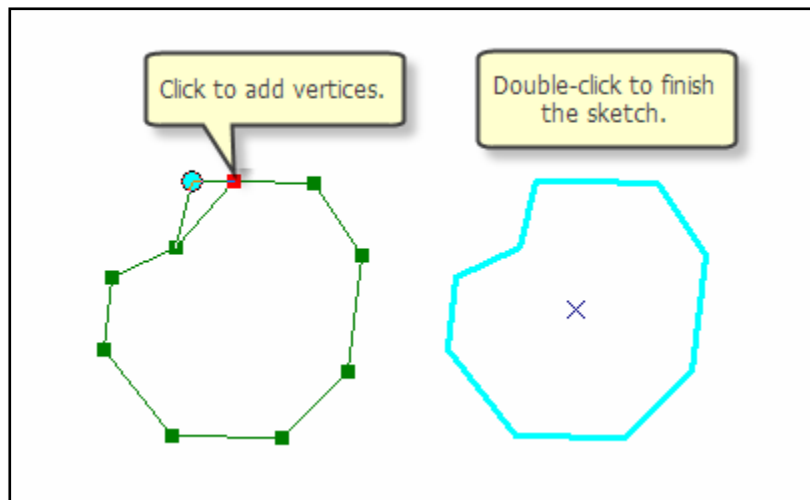 Click to add vertices.
Double-click to finish
the sketch.